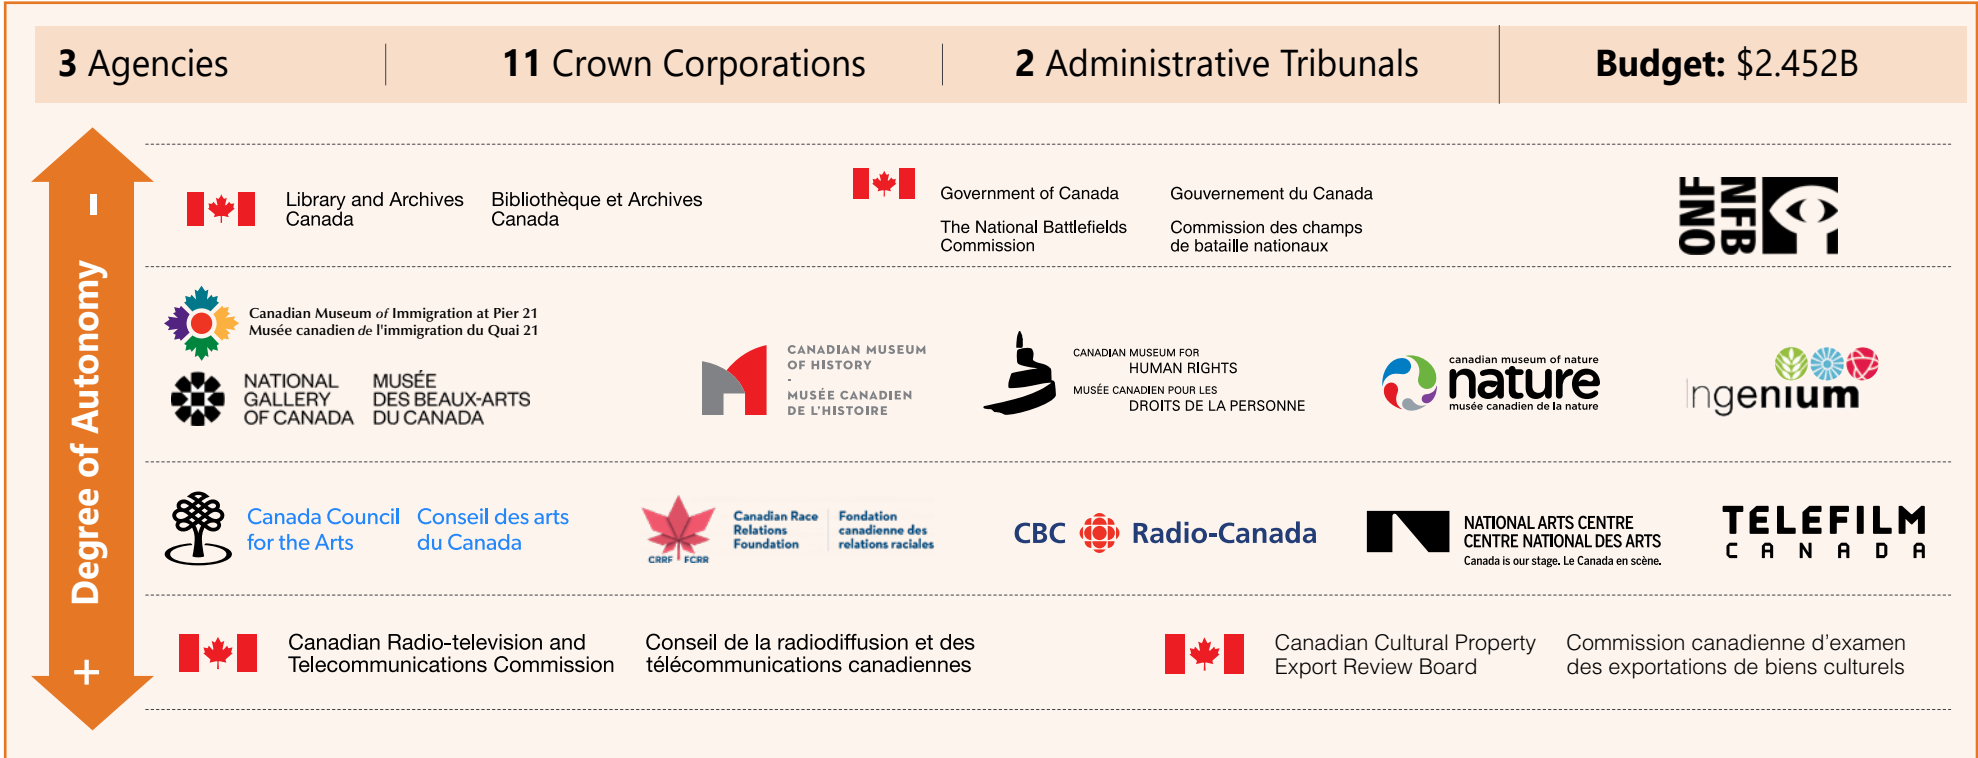 3 Agencies
11 Crown Corporations
2 Administrative Tribunals
Budget: $2.452B
- Degree of Autonomy +
Library and Archives
Canada
Bibliothèque et Archives
Canada
Government of Canada
Gouvernement du Canada
The National Battlefields
Commission
Commission des champs
de bataille nationaux
ONF
NFB
Canadian Museum of Immigration at Pier 21
Musée canadien de l'immigration du Quai 21
NATIONAL
GALLERY
OF CANADA
MUSÉE
DES BEAUX-ARTS
DU CANADA
CANADIAN MUSEUM
OF HISTORY
-
MUSÉE CANADIEN
DE L'HISTOIRE
CANADIAN MUSEUM FOR
HUMAN RIGHTS
MUSÉE CANADIEN POUR LES
DROITS DE LA PERSONNE
canadian museum of nature
nature
musée canadien de la nature
Ingenium
Canada Council
for the Arts
Conseil des arts
du Canada
CRRF FCRR
Canadian Race
Relations
Foundation
Fondation
canadienne des
relations raciales
CBC Radio-Canada
NATIONAL ARTS CENTRE
CENTRE NATIONAL DES ARTS
Canada is our stage. Le Canada en scène.
TELEFILM
CANADA
Canadian Radio-television and
Telecommunications Commission
Conseil de la radiodiffusion et des
télécommunications canadiennes
Canadian Cultural Property
Export Review Board
Commission canadienne d'examen
des exportations de biens culturels